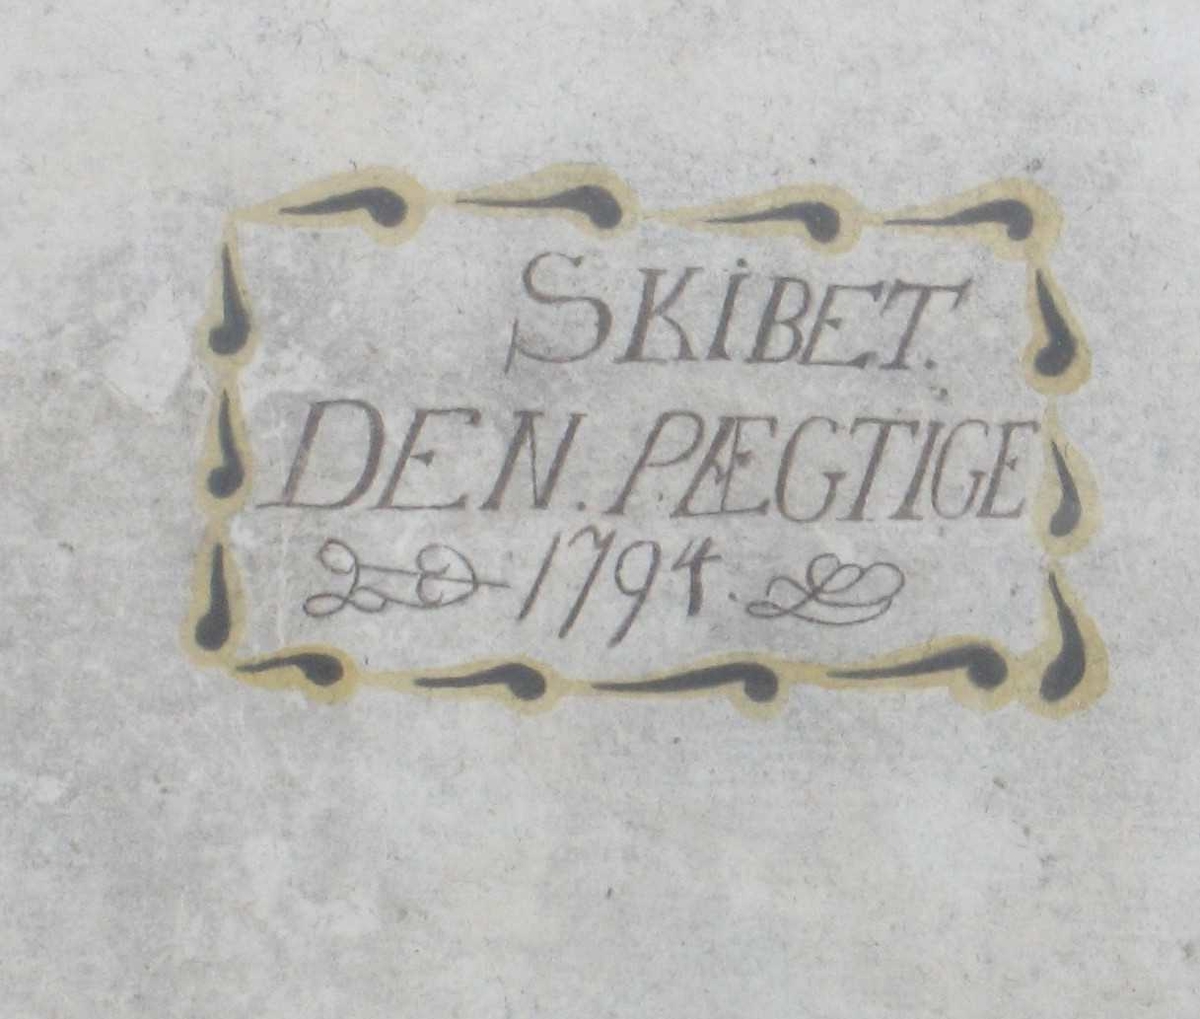 SKIBET.
DEN. PÆGTIGE
1794.